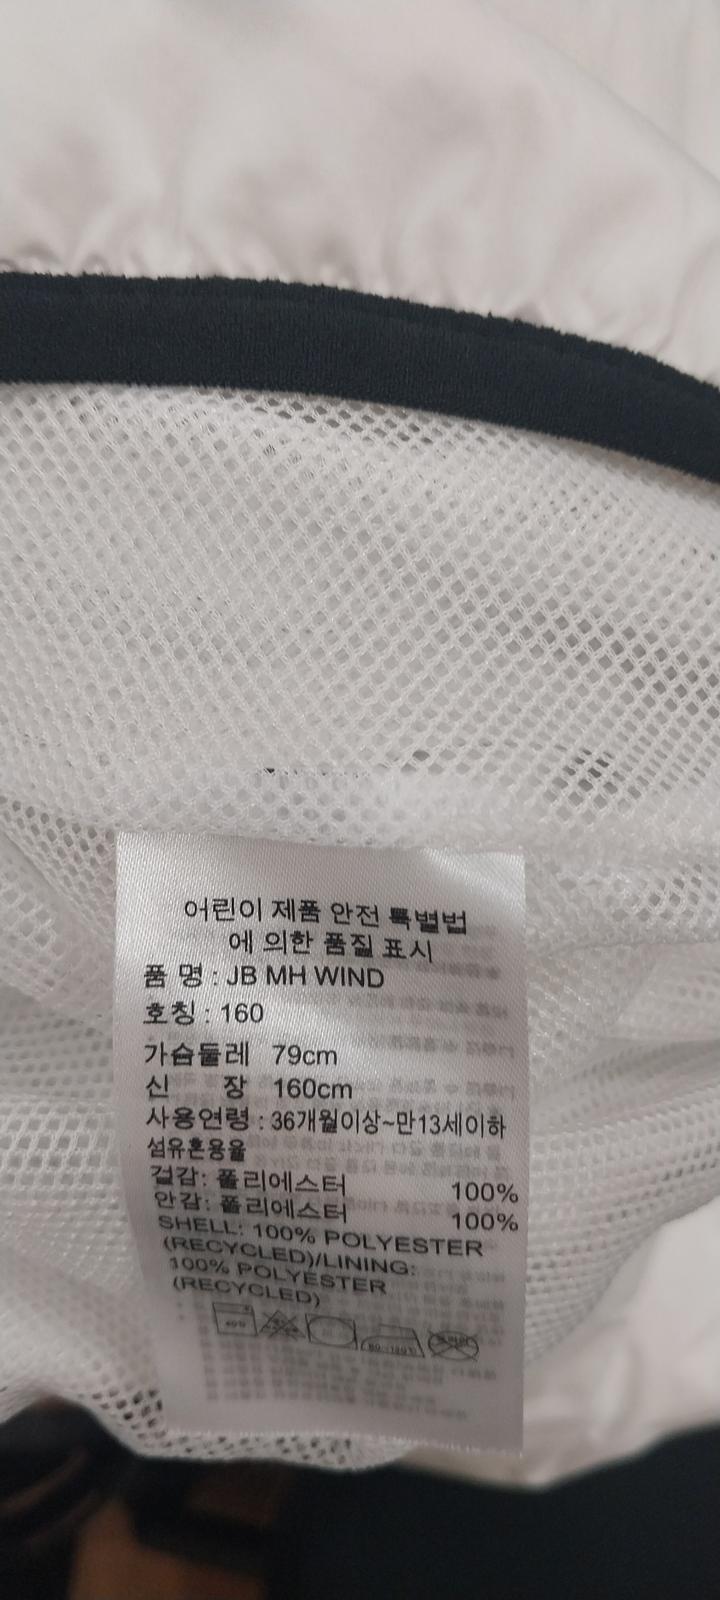 어린이 제품 안전 특별법
에 의한 품질 표시
품 명 : JB MH WIND
호칭 : 160
가슴둘레 79cm
신 장 160cm
사용연령 : 36개월이상~만13세이하
섬유혼용율
겉감: 폴리에스터 100%
안감: 폴리에스터 100%
SHELL: 100% POLYESTER
(RECYCLED)/LINING:
100% POLYESTER
(RECYCLED)